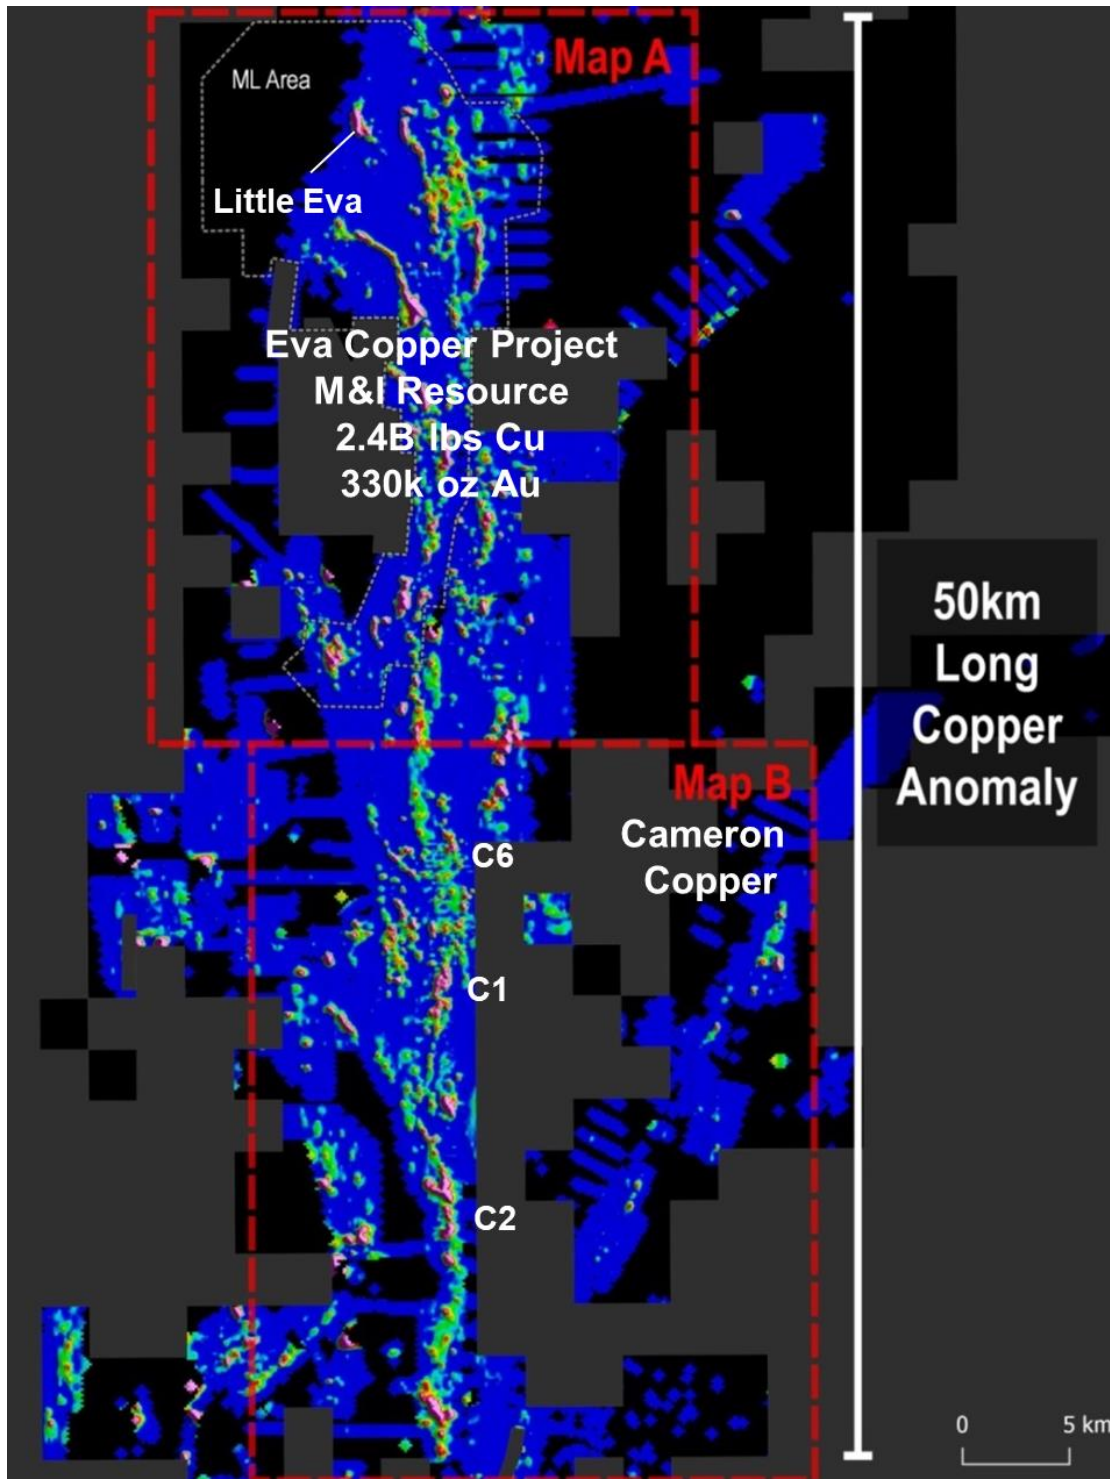 Map A
ML Area
Little Eva
Eva Copper Project
M&I Resource
2.4B lbs Cu
330k oz Au
50km
Long
Copper
Anomaly
Map B
Cameron
Copper
C6
C1
C2
0 5 km